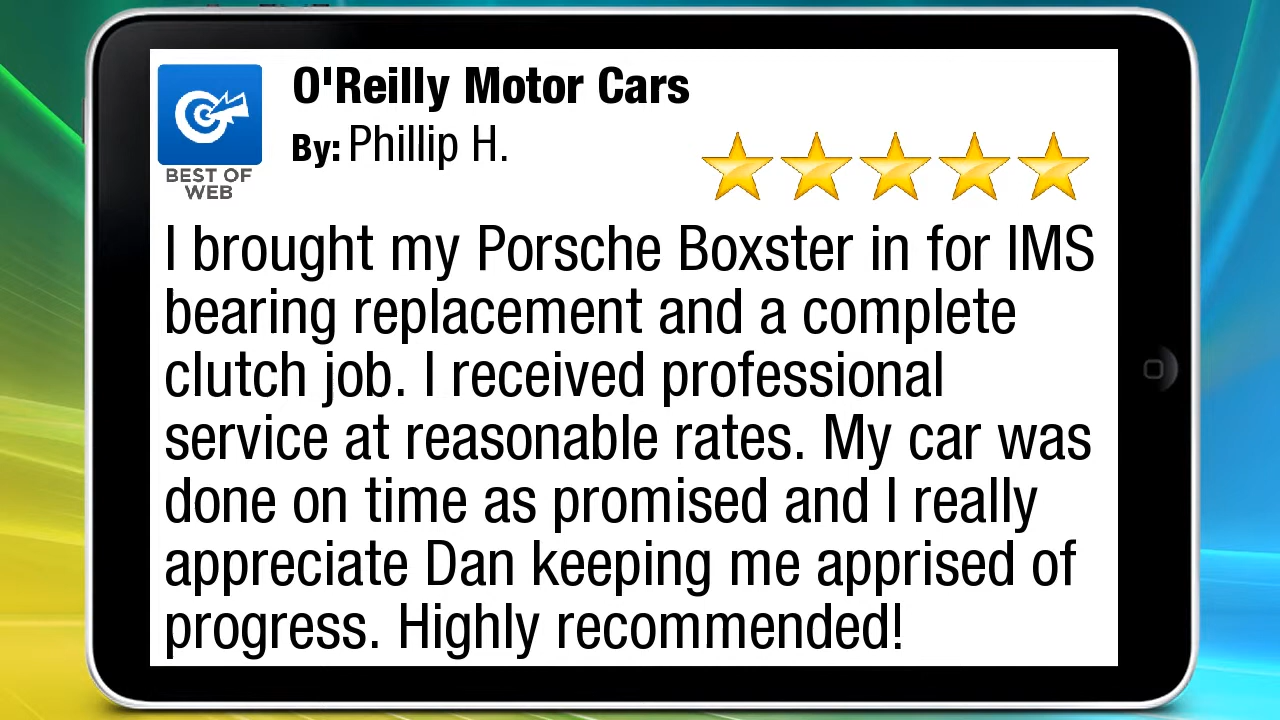 O'Reilly Motor Cars
By: Phillip H.
BEST OF
WEB
I brought my Porsche Boxster in for IMS
bearing replacement and a complete
clutch job. I received professional
service at reasonable rates. My car was
done on time as promised and I really
appreciate Dan keeping me apprised of
progress. Highly recommended!